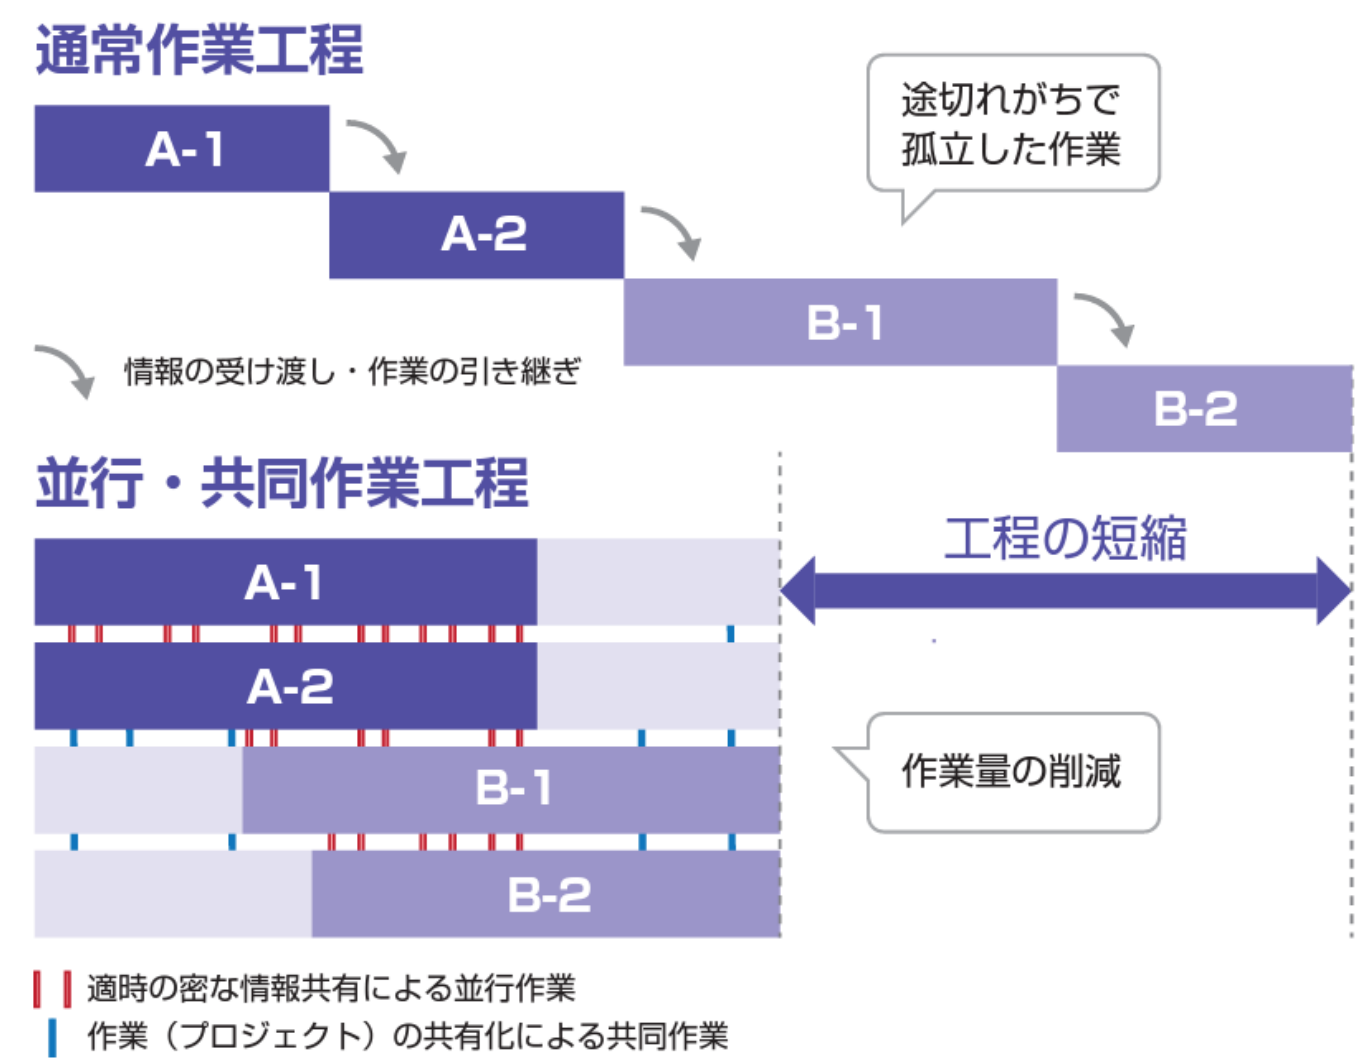 通常作業工程
途切れがちで
孤立した作業
A-1
A-2
B-1
B-2
情報の受け渡し・作業の引き継ぎ
並行・共同作業工程
工程の短縮
A-1
A-2
B-1
B-2
作業量の削減
適時の密な情報共有による並行作業
作業（プロジェクト）の共有化による共同作業